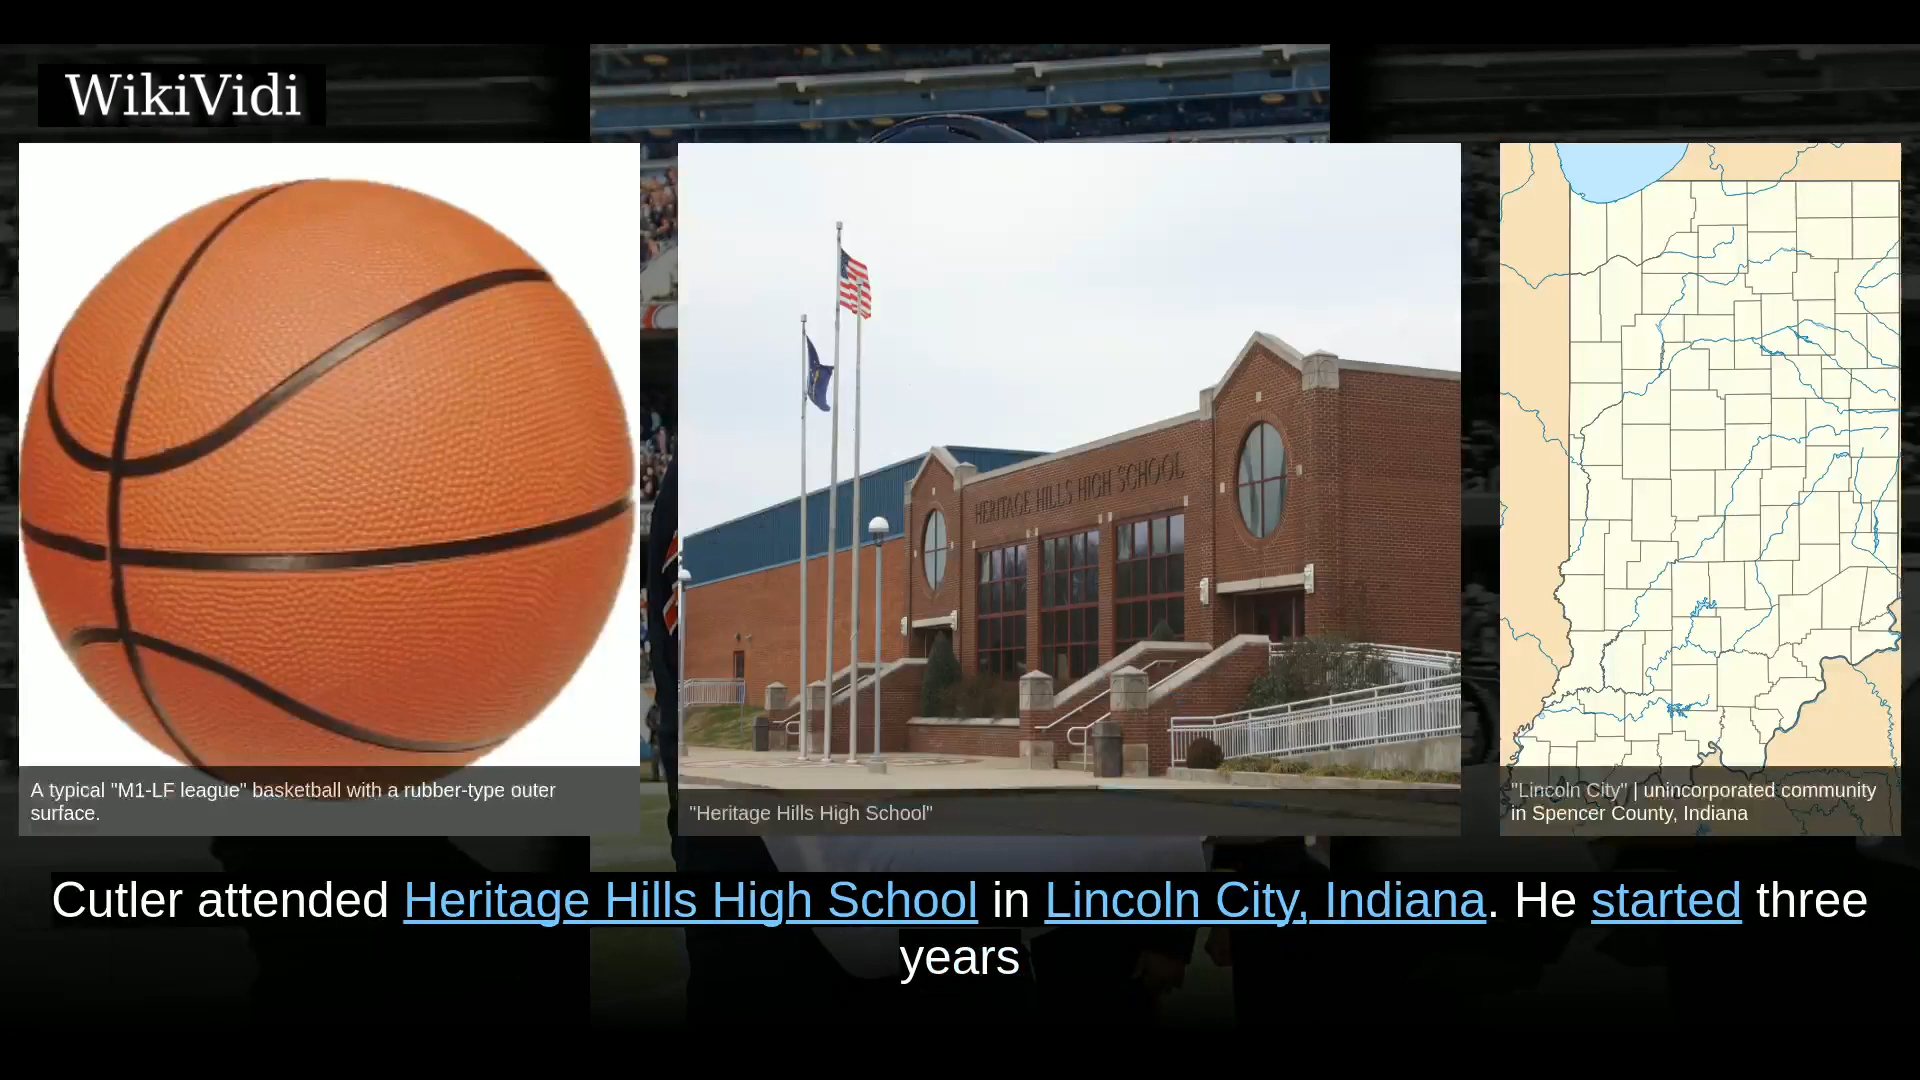 WikiVidi
HERITAGE HILLS HIGH SCHOOL
A typical "M1-LF league" basketball with a rubber-type outer
surface.
"Heritage Hills High School"
"Lincoln City" | unincorporated community
in Spencer County, Indiana
Cutler attended Heritage Hills High School in Lincoln City, Indiana. He started three
years